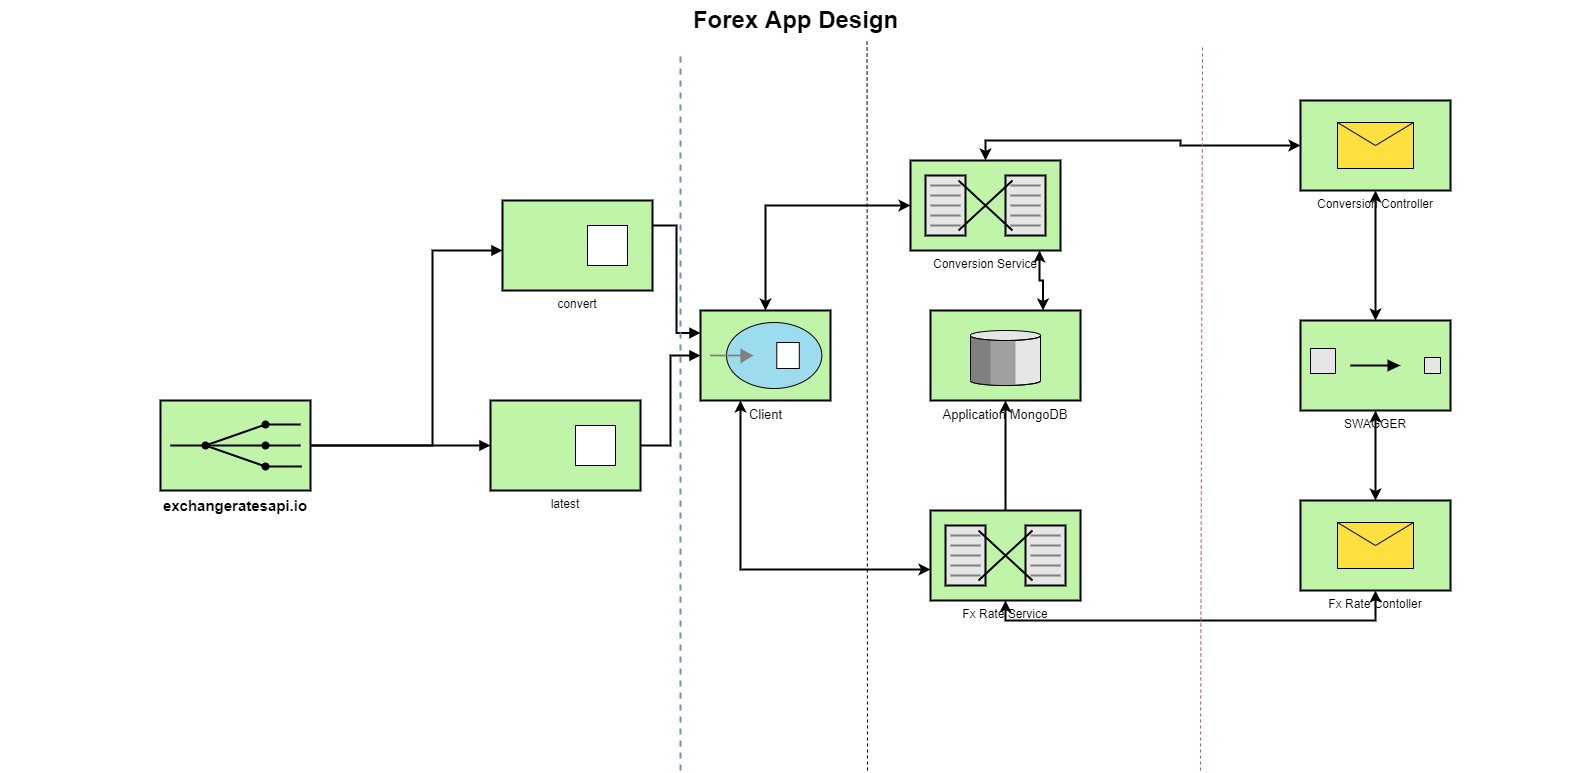 Forex App Design
Conversion Controller
Conversion Service
convert
Client
Application MongoDB
SWAGGER
exchangeratesapi.io
latest
Fx Rate Service
Fx Rate Contoller